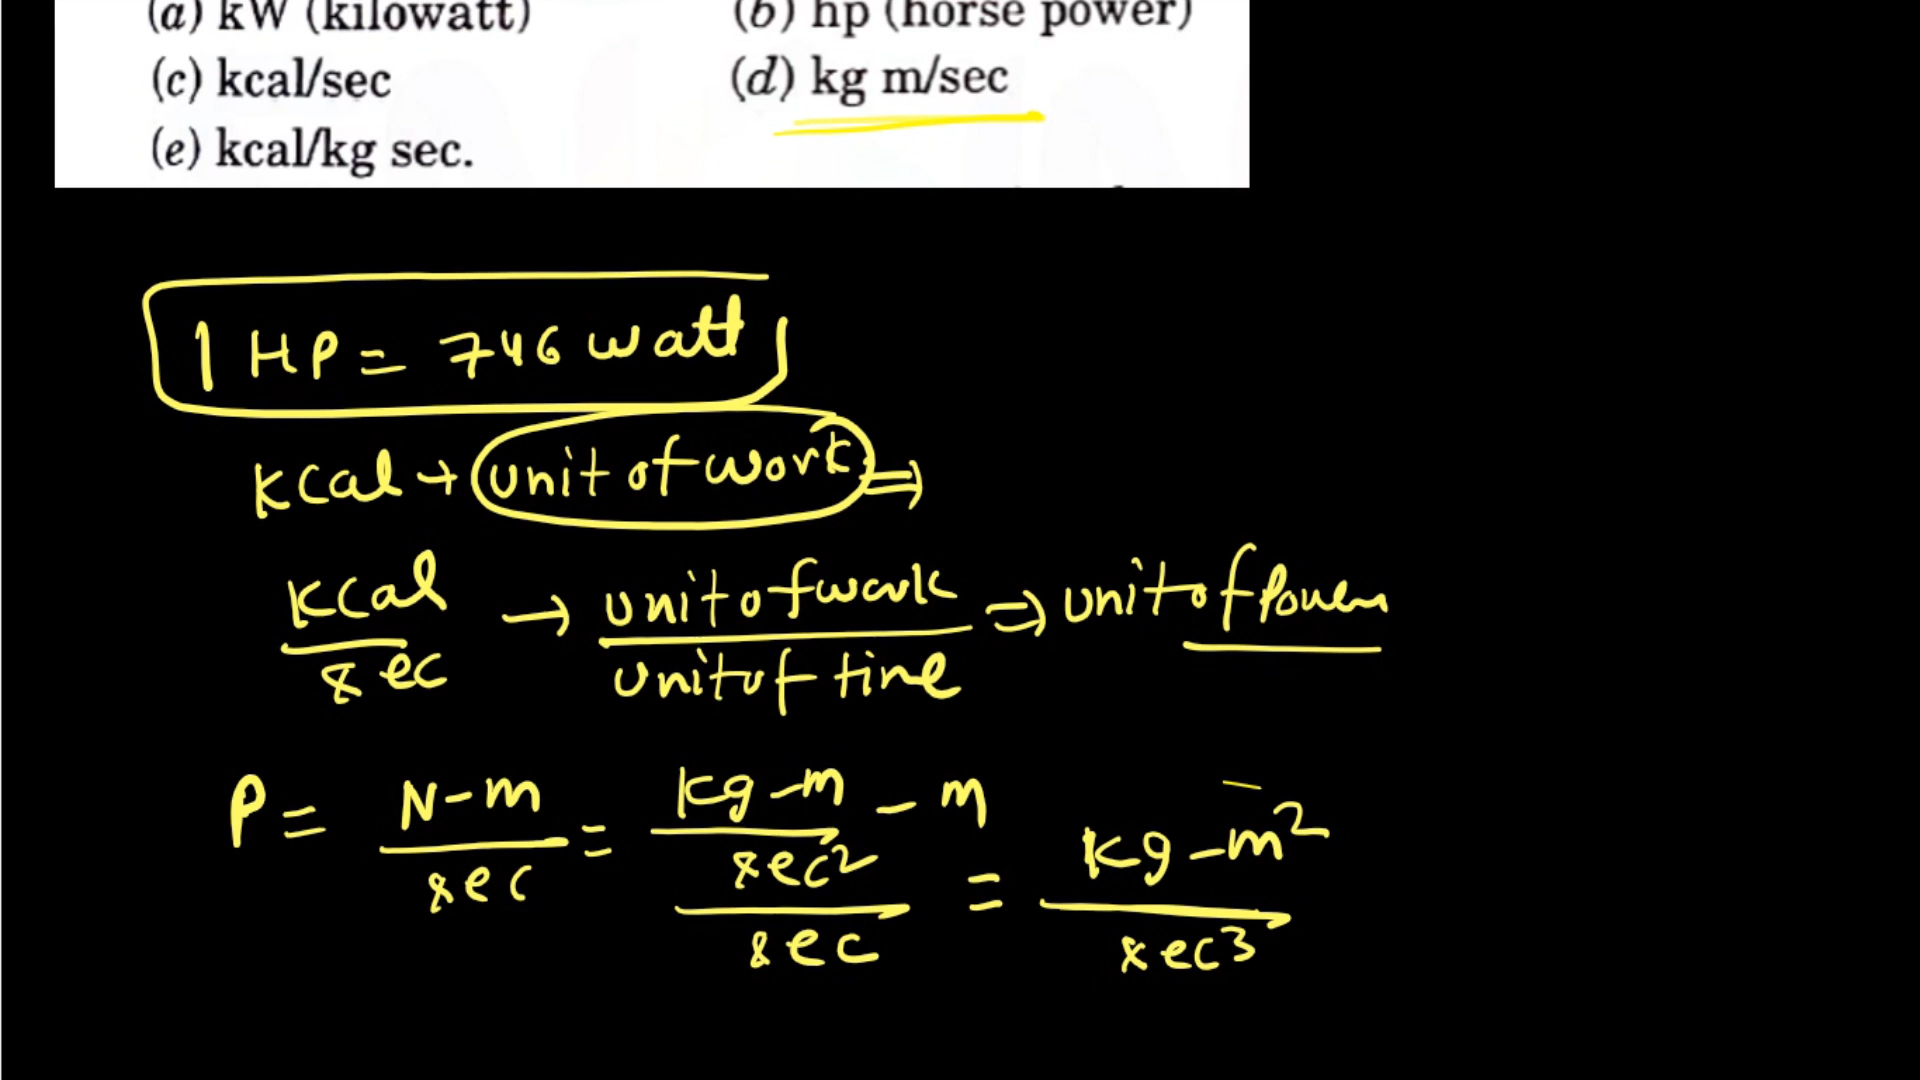 (a) kW (kilowatt) (b) hp (horse power)
(c) kcal/sec (d) kg m/sec
(e) kcal/kg sec.
1 HP = 746 watt
Kcal → unit of work ⇒
Kcal/sec → unit of work/unit of time ⇒ unit of Power
P = N-m/sec = kg-m/sec2 - m/sec = kg-m²/sec3